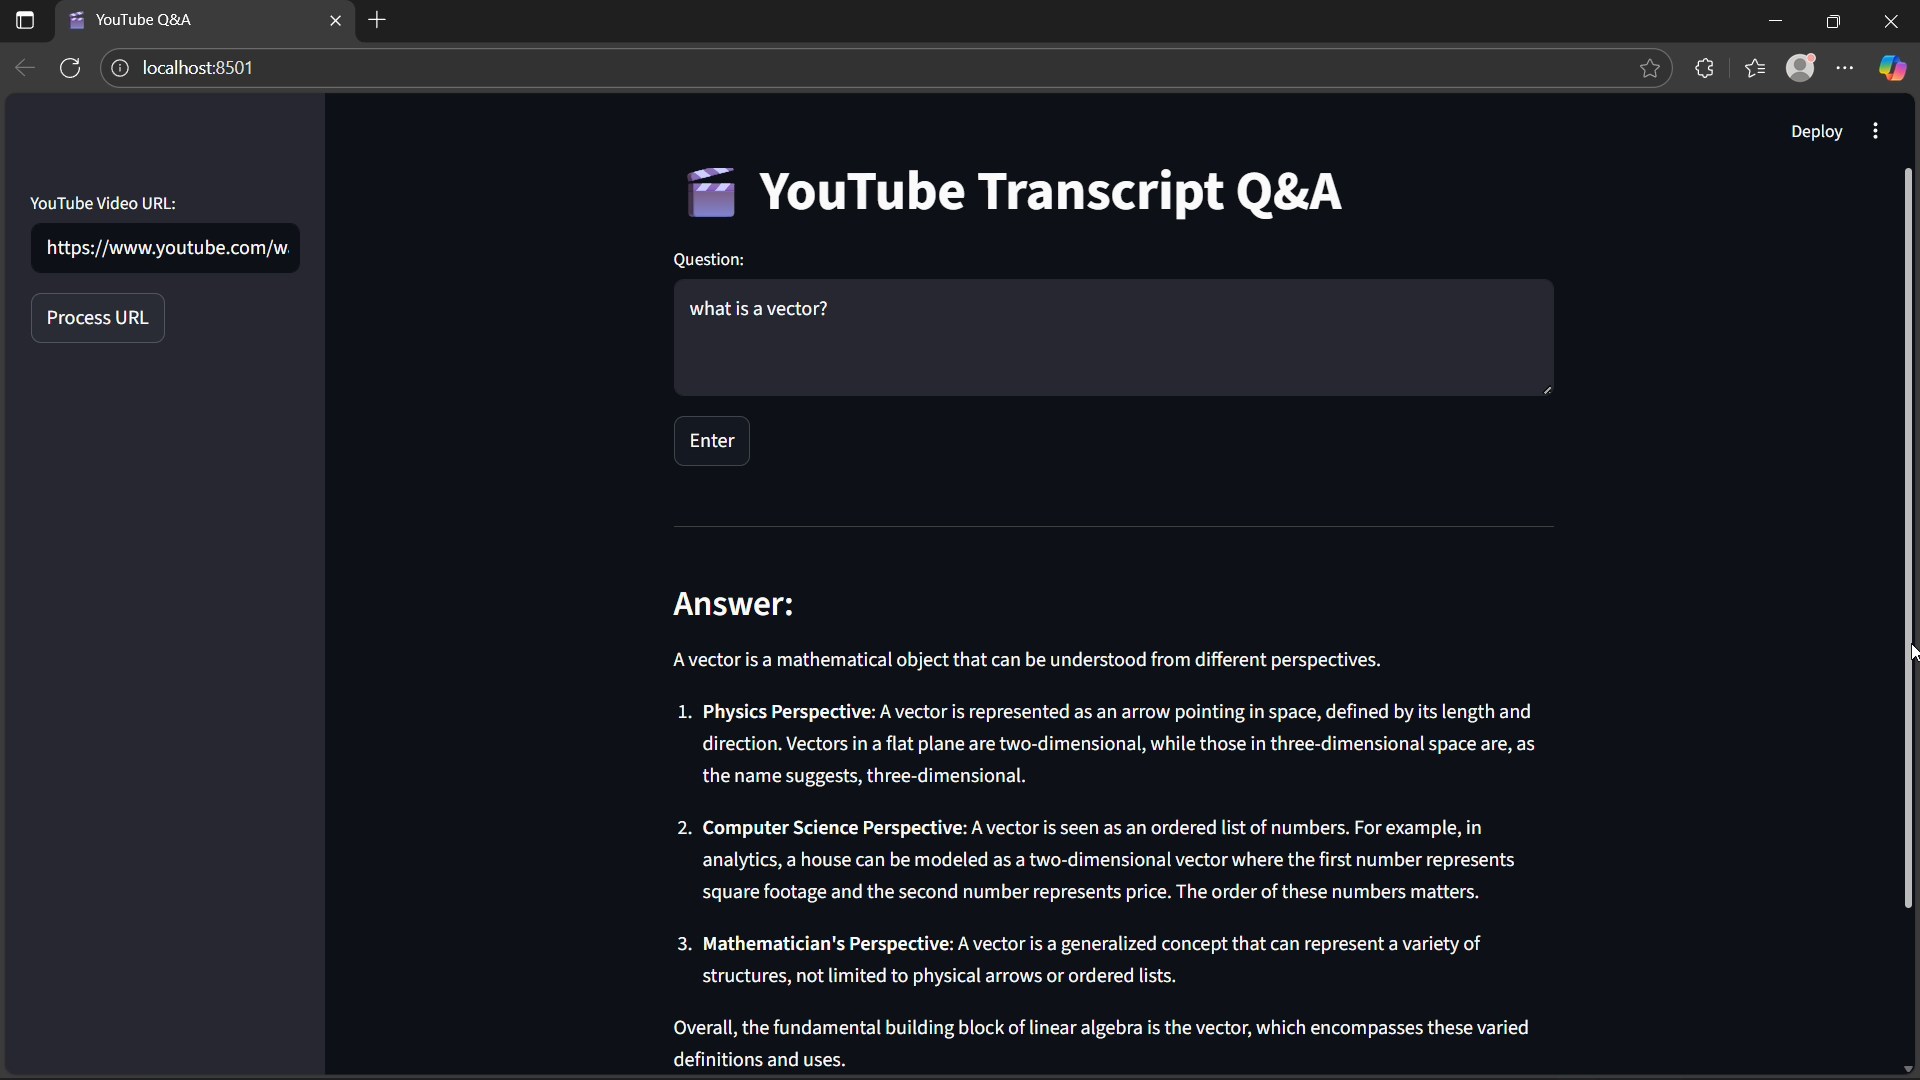 YouTube Q&A
localhost:8501
Deploy
YouTube Video URL:
https://www.youtube.com/w
Process URL
YouTube Transcript Q&A
Question:
what is a vector?
Enter
Answer:
A vector is a mathematical object that can be understood from different perspectives.
1. Physics Perspective: A vector is represented as an arrow pointing in space, defined by its length and
direction. Vectors in a flat plane are two-dimensional, while those in three-dimensional space are, as
the name suggests, three-dimensional.
2. Computer Science Perspective: A vector is seen as an ordered list of numbers. For example, in
analytics, a house can be modeled as a two-dimensional vector where the first number represents
square footage and the second number represents price. The order of these numbers matters.
3. Mathematician's Perspective: A vector is a generalized concept that can represent a variety of
structures, not limited to physical arrows or ordered lists.
Overall, the fundamental building block of linear algebra is the vector, which encompasses these varied
definitions and uses.